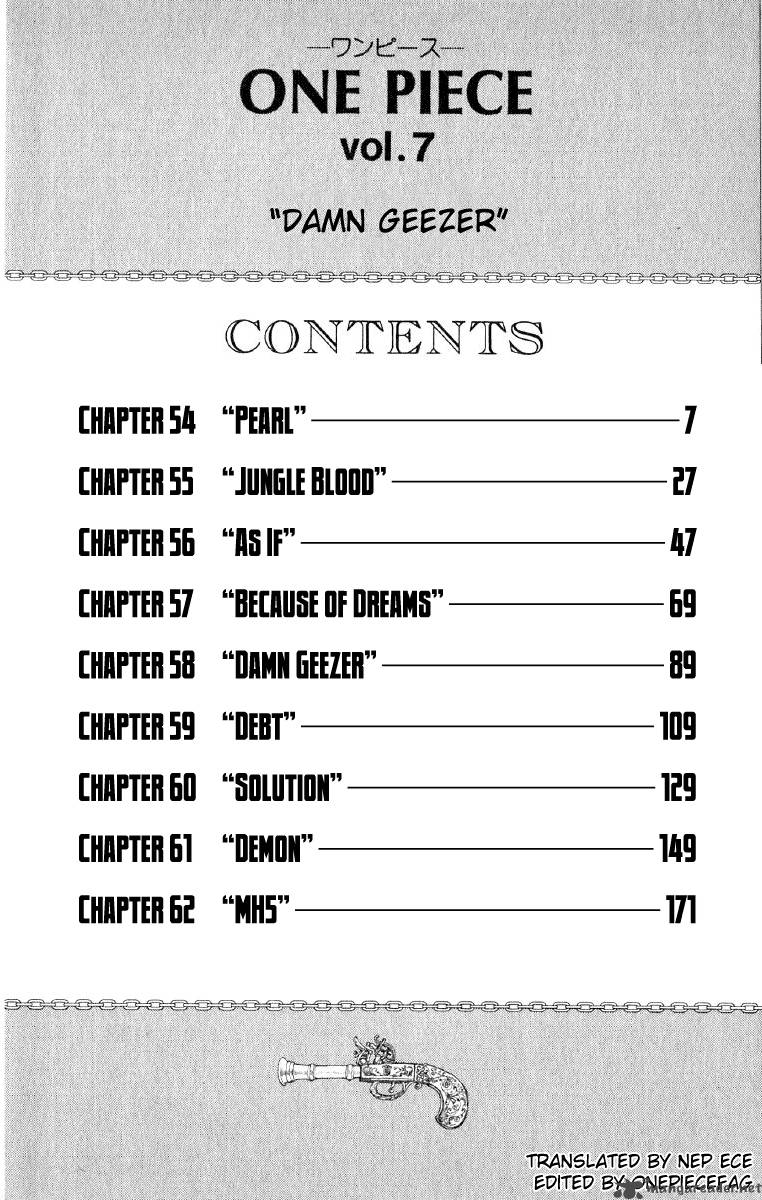 ワンピース
ONE PIECE
vol.7
"DAMN GEEZER"
CONTENTS
CHAPTER 54 "PEARL" 7
CHAPTER 55 "JUNGLE BLOOD" 27
CHAPTER 56 "AS IF" 47
CHAPTER 57 "BECAUSE OF DREAMS" 69
CHAPTER 58 "DAMN GEEZER" 89
CHAPTER 59 "DEBT" 109
CHAPTER 60 "SOLUTION" 129
CHAPTER 61 "DEMON" 149
CHAPTER 62 "MH5" 171
TRANSLATED BY NEP ECE
EDITED BY ONEPIECEFAG
mangareader.net